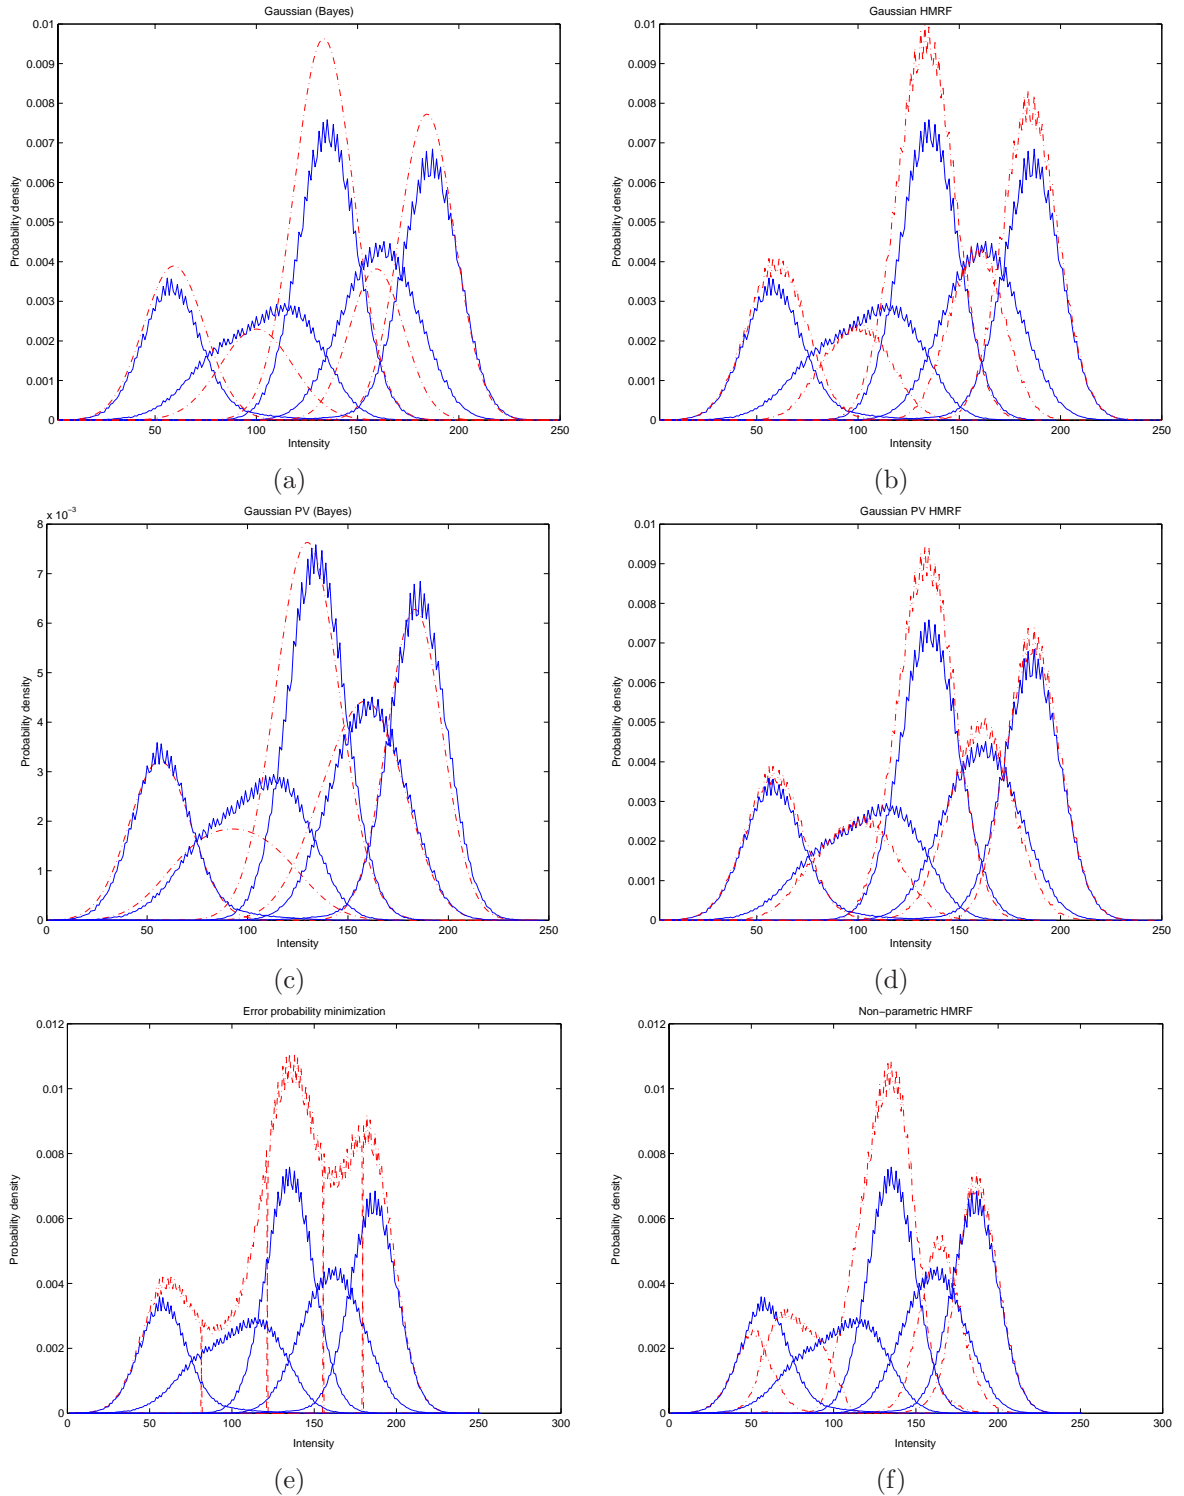 Gaussian (Bayes)
0.01
0.009
0.008
0.007
0.006
0.005
0.004
0.003
0.002
0.001
0
Probability density
50 100 150 200 250
Intensity
(a)
Gaussian HMRF
0.01
0.009
0.008
0.007
0.006
0.005
0.004
0.003
0.002
0.001
0
Probability density
50 100 150 200 250
Intensity
(b)
Gaussian PV (Bayes)
x 10⁻³
8
7
6
5
4
3
2
1
0
Probability density
0 50 100 150 200 250
Intensity
(c)
Gaussian PV HMRF
0.01
0.009
0.008
0.007
0.006
0.005
0.004
0.003
0.002
0.001
0
Probability density
50 100 150 200 250
Intensity
(d)
Error probability minimization
0.012
0.01
0.008
0.006
0.004
0.002
0
Probability density
0 50 100 150 200 250 300
Intensity
(e)
Non−parametric HMRF
0.012
0.01
0.008
0.006
0.004
0.002
0
Probability density
0 50 100 150 200 250 300
Intensity
(f)